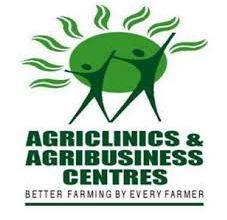 AGRICLINICS &
AGRIBUSINESS
CENTRES
BETTER FARMING BY EVERY FARMER